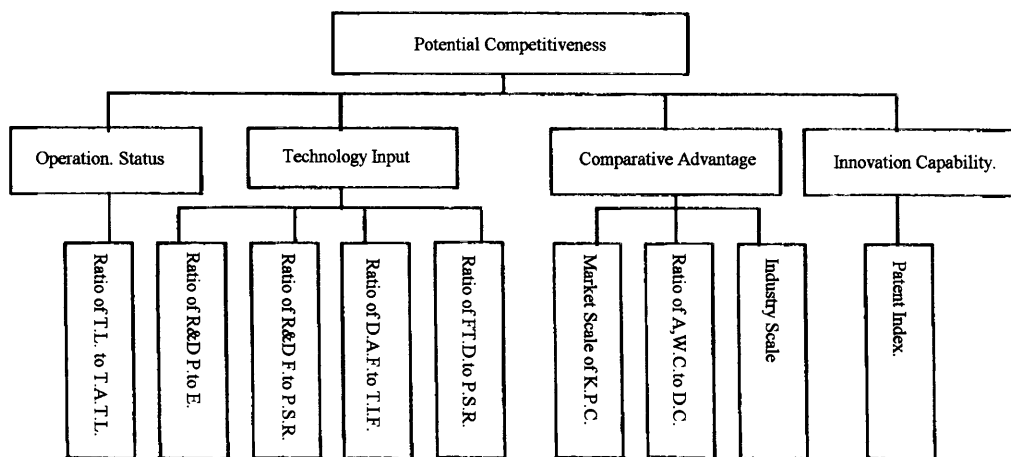 Potential Competitiveness
Operation. Status
Technology Input
Comparative Advantage
Innovation Capability.
Ratio of T.L. to T.A.T.L.
Ratio of R&D P.to E.
Ratio of R&D F.to P.S.R.
Ratio of D.A.F.to T.I.F.
Ratio of FT.D.to P.S.R.
Market Scale of K.P.C.
Ratio of A,W.C.to D.C.
Industry Scale
Patent Index.